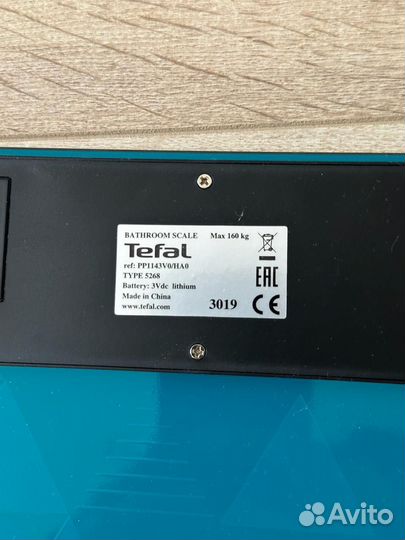 BATHROOM SCALE Max 160 kg
Tefal
ref: PP1143V0/HA0
TYPE 5268
Battery: 3Vdc lithium
Made in China
www.tefal.com 3019 CE
EAC
Avito